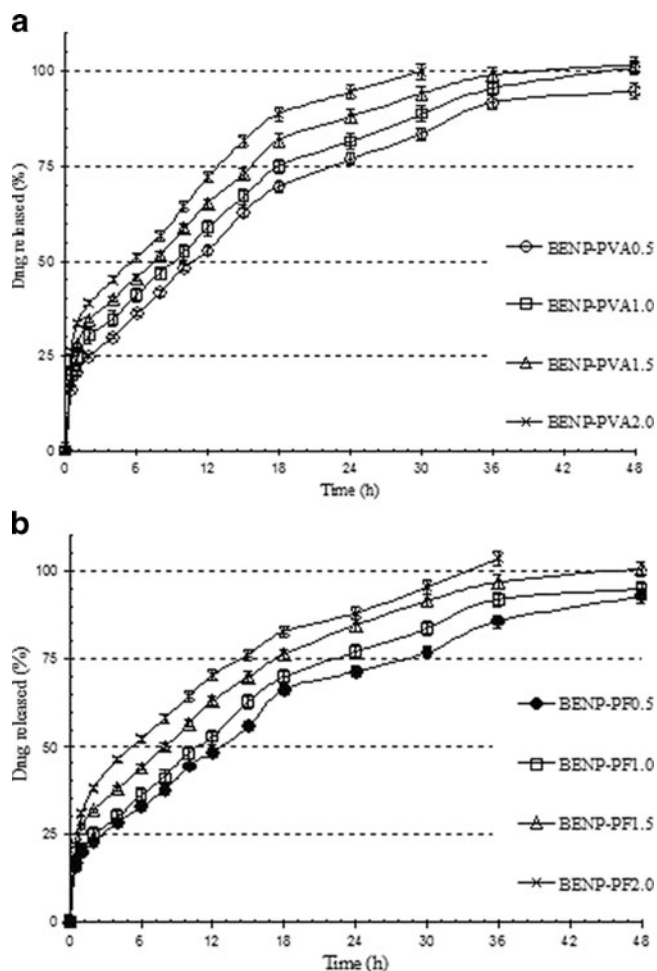 a
100
75
50
25
0
Drug released (%)
BENP-PVA0.5
BENP-PVA1.0
BENP-PVA1.5
BENP-PVA2.0
0 6 12 18 24 30 36 42 48
Time (h)
b
100
75
50
25
0
Drug released (%)
BENP-PF0.5
BENP-PF1.0
BENP-PF1.5
BENP-PF2.0
0 6 12 18 24 30 36 42 48
Time (h)